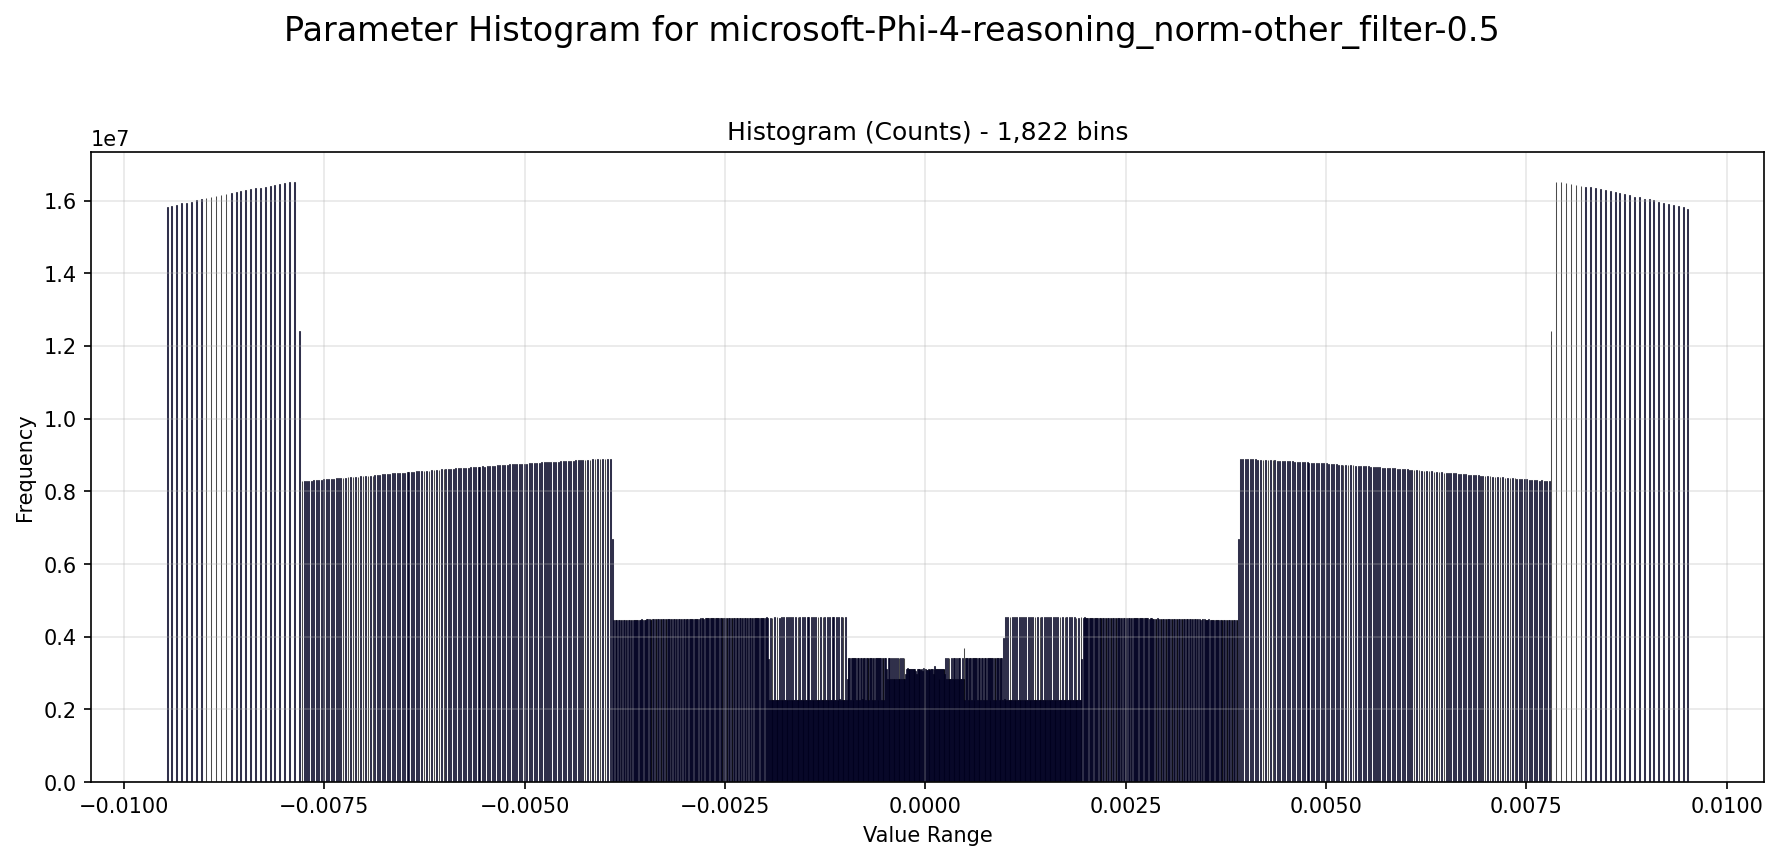 Parameter Histogram for microsoft-Phi-4-reasoning_norm-other_filter-0.5
Histogram (Counts) - 1,822 bins
1e7
1.6
1.4
1.2
1.0
0.8
0.6
0.4
0.2
0.0
Frequency
−0.0100 −0.0075 −0.0050 −0.0025 0.0000 0.0025 0.0050 0.0075 0.0100
Value Range